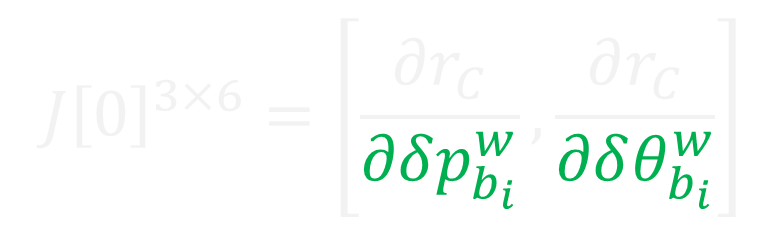 J[0]^{3×6} = [ ∂r_C / ∂δp^w_{b_i} , ∂r_C / ∂δθ^w_{b_i} ]